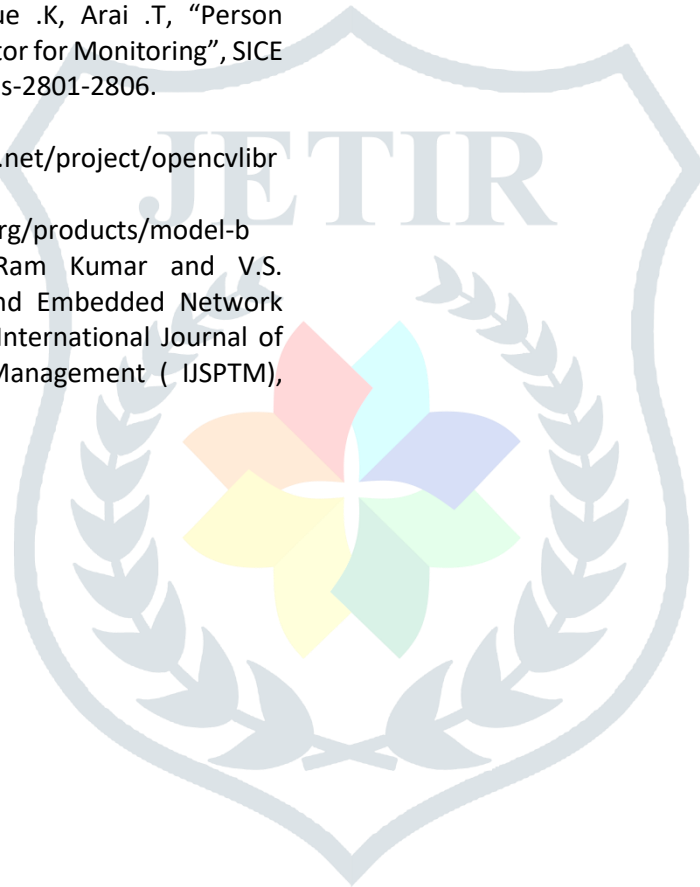 ue .K, Arai .T, “Person
tor for Monitoring”, SICE
s-2801-2806.
.net/project/opencvlibr
JETIR
rg/products/model-b
Ram Kumar and V.S.
nd Embedded Network
International Journal of
Management ( IJSPTM),